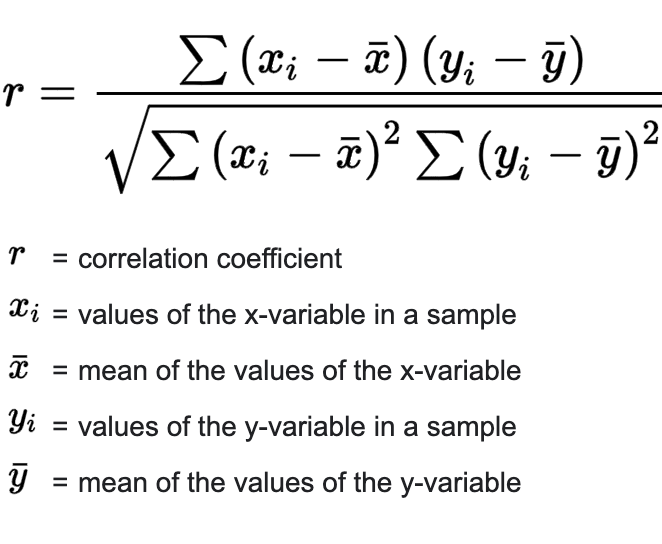 r = ∑ (xᵢ − x̄) (yᵢ − ȳ) / √∑ (xᵢ − x̄)² ∑ (yᵢ − ȳ)²
r = correlation coefficient
xᵢ = values of the x-variable in a sample
x̄ = mean of the values of the x-variable
yᵢ = values of the y-variable in a sample
ȳ = mean of the values of the y-variable